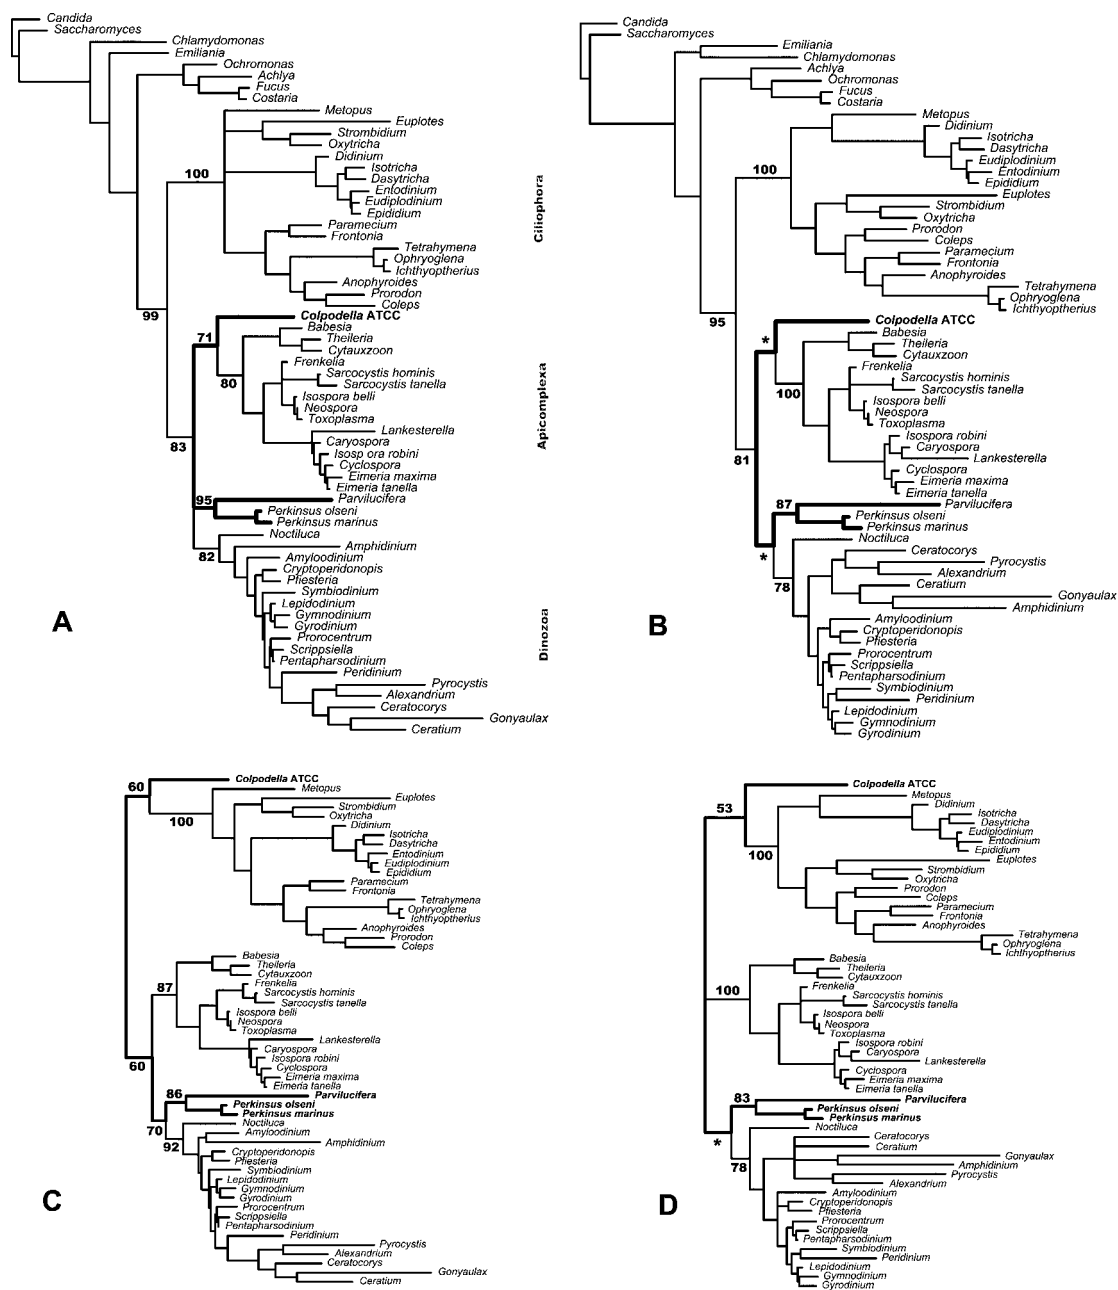 Candida
Saccharomyces
Chlamydomonas
Emiliania
Ochromonas
Achlya
Fucus
Costaria
Metopus
Euplotes
Strombidium
Oxytricha
Didinium
100
Isotricha
Dasytricha
Entodinium
Eudiplodinium
Epididium
Paramecium
Frontonia
Tetrahymena
Ophryoglena
Ichthyoptherius
Anophyroides
Prorodon
Coleps
99
Colpodella ATCC
Babesia
71
Theileria
Cytauxzoon
Frenkelia
80
Sarcocystis hominis
Sarcocystis tanella
Isospora belli
Neospora
Toxoplasma
Lankesterella
83
Caryospora
Isosp ora robini
Cyclospora
Eimeria maxima
Eimeria tanella
95
Parvilucifera
Perkinsus olseni
Perkinsus marinus
Noctiluca
82
Amphidinium
Amyloodinium
Cryptoperidonopis
Pfiesteria
Symbiodinium
Lepidodinium
Gymnodinium
Gyrodinium
Prorocentrum
Scrippsiella
Pentapharsodinium
Peridinium
Pyrocystis
Alexandrium
Ceratocorys
Gonyaulax
Ceratium
A
Ciliophora
Apicomplexa
Dinozoa
Candida
Saccharomyces
Emiliania
Chlamydomonas
Achlya
Ochromonas
Fucus
Costaria
Metopus
Didinium
Isotricha
Dasytricha
Eudiplodinium
100
Entodinium
Epididium
Euplotes
Strombidium
Oxytricha
Prorodon
Coleps
Paramecium
Frontonia
Anophyroides
Tetrahymena
Ophryoglena
Ichthyoptherius
95
Colpodella ATCC
Babesia
*
Theileria
Cytauxzoon
Frenkelia
Sarcocystis hominis
Sarcocystis tanella
100
Isospora belli
Neospora
Toxoplasma
Isospora robini
Caryospora
81
Lankesterella
Cyclospora
Eimeria maxima
Eimeria tanella
87
Parvilucifera
Perkinsus olseni
Perkinsus marinus
Noctiluca
*
Ceratocorys
Pyrocystis
Alexandrium
78
Ceratium
Gonyaulax
Amphidinium
Amyloodinium
Cryptoperidonopis
Pfiesteria
Prorocentrum
Scrippsiella
Pentapharsodinium
Symbiodinium
Peridinium
Lepidodinium
Gymnodinium
Gyrodinium
B
Colpodella ATCC
60
Metopus
Euplotes
Strombidium
Oxytricha
100
Didinium
Isotricha
Dasytricha
Entodinium
Eudiplodinium
Epididium
Paramecium
Frontonia
Tetrahymena
Ophryoglena
Ichthyoptherius
Anophyroides
Prorodon
Coleps
Babesia
Theileria
Cytauxzoon
87
Frenkelia
Sarcocystis hominis
Sarcocystis tanella
Isospora belli
Neospora
Toxoplasma
Lankesterella
Caryospora
Isospora robini
60
Cyclospora
Eimeria maxima
Eimeria tanella
86
Parvilucifera
Perkinsus olseni
Perkinsus marinus
Noctiluca
70
Amyloodinium
92
Amphidinium
Cryptoperidonopis
Pfiesteria
Symbiodinium
Lepidodinium
Gymnodinium
Gyrodinium
Prorocentrum
Scrippsiella
Pentapharsodinium
Peridinium
Pyrocystis
Alexandrium
Ceratocorys
Gonyaulax
Ceratium
C
Colpodella ATCC
Metopus
53
Didinium
Isotricha
Dasytricha
Eudiplodinium
Entodinium
100
Epididium
Euplotes
Strombidium
Oxytricha
Prorodon
Coleps
Paramecium
Frontonia
Anophyroides
Tetrahymena
Ophryoglena
Ichthyoptherius
Babesia
Theileria
Cytauxzoon
Frenkelia
100
Sarcocystis hominis
Sarcocystis tanella
Isospora belli
Neospora
Toxoplasma
Isospora robini
Caryospora
Lankesterella
Cyclospora
Eimeria maxima
Eimeria tanella
83
Parvilucifera
Perkinsus olseni
Perkinsus marinus
Noctiluca
*
Ceratocorys
Ceratium
Gonyaulax
78
Amphidinium
Pyrocystis
Alexandrium
Amyloodinium
Cryptoperidonopis
Pfiesteria
Prorocentrum
Scrippsiella
Pentapharsodinium
Symbiodinium
Peridinium
Lepidodinium
Gymnodinium
Gyrodinium
D